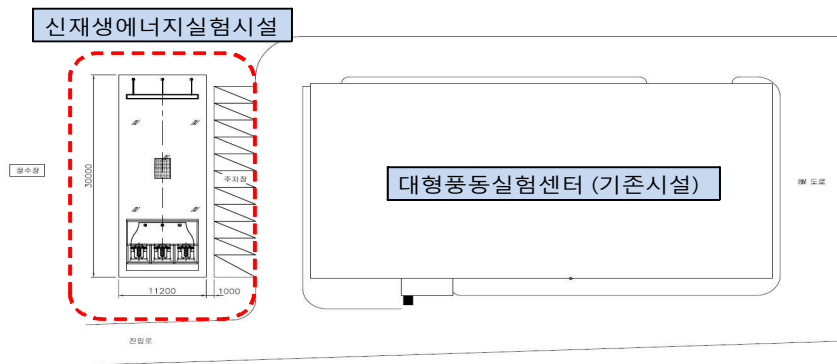 신재생에너지실험시설
정수장
30000
주차장
대형풍동실험센터 (기존시설)
8M 도로
11200
1000
진입로